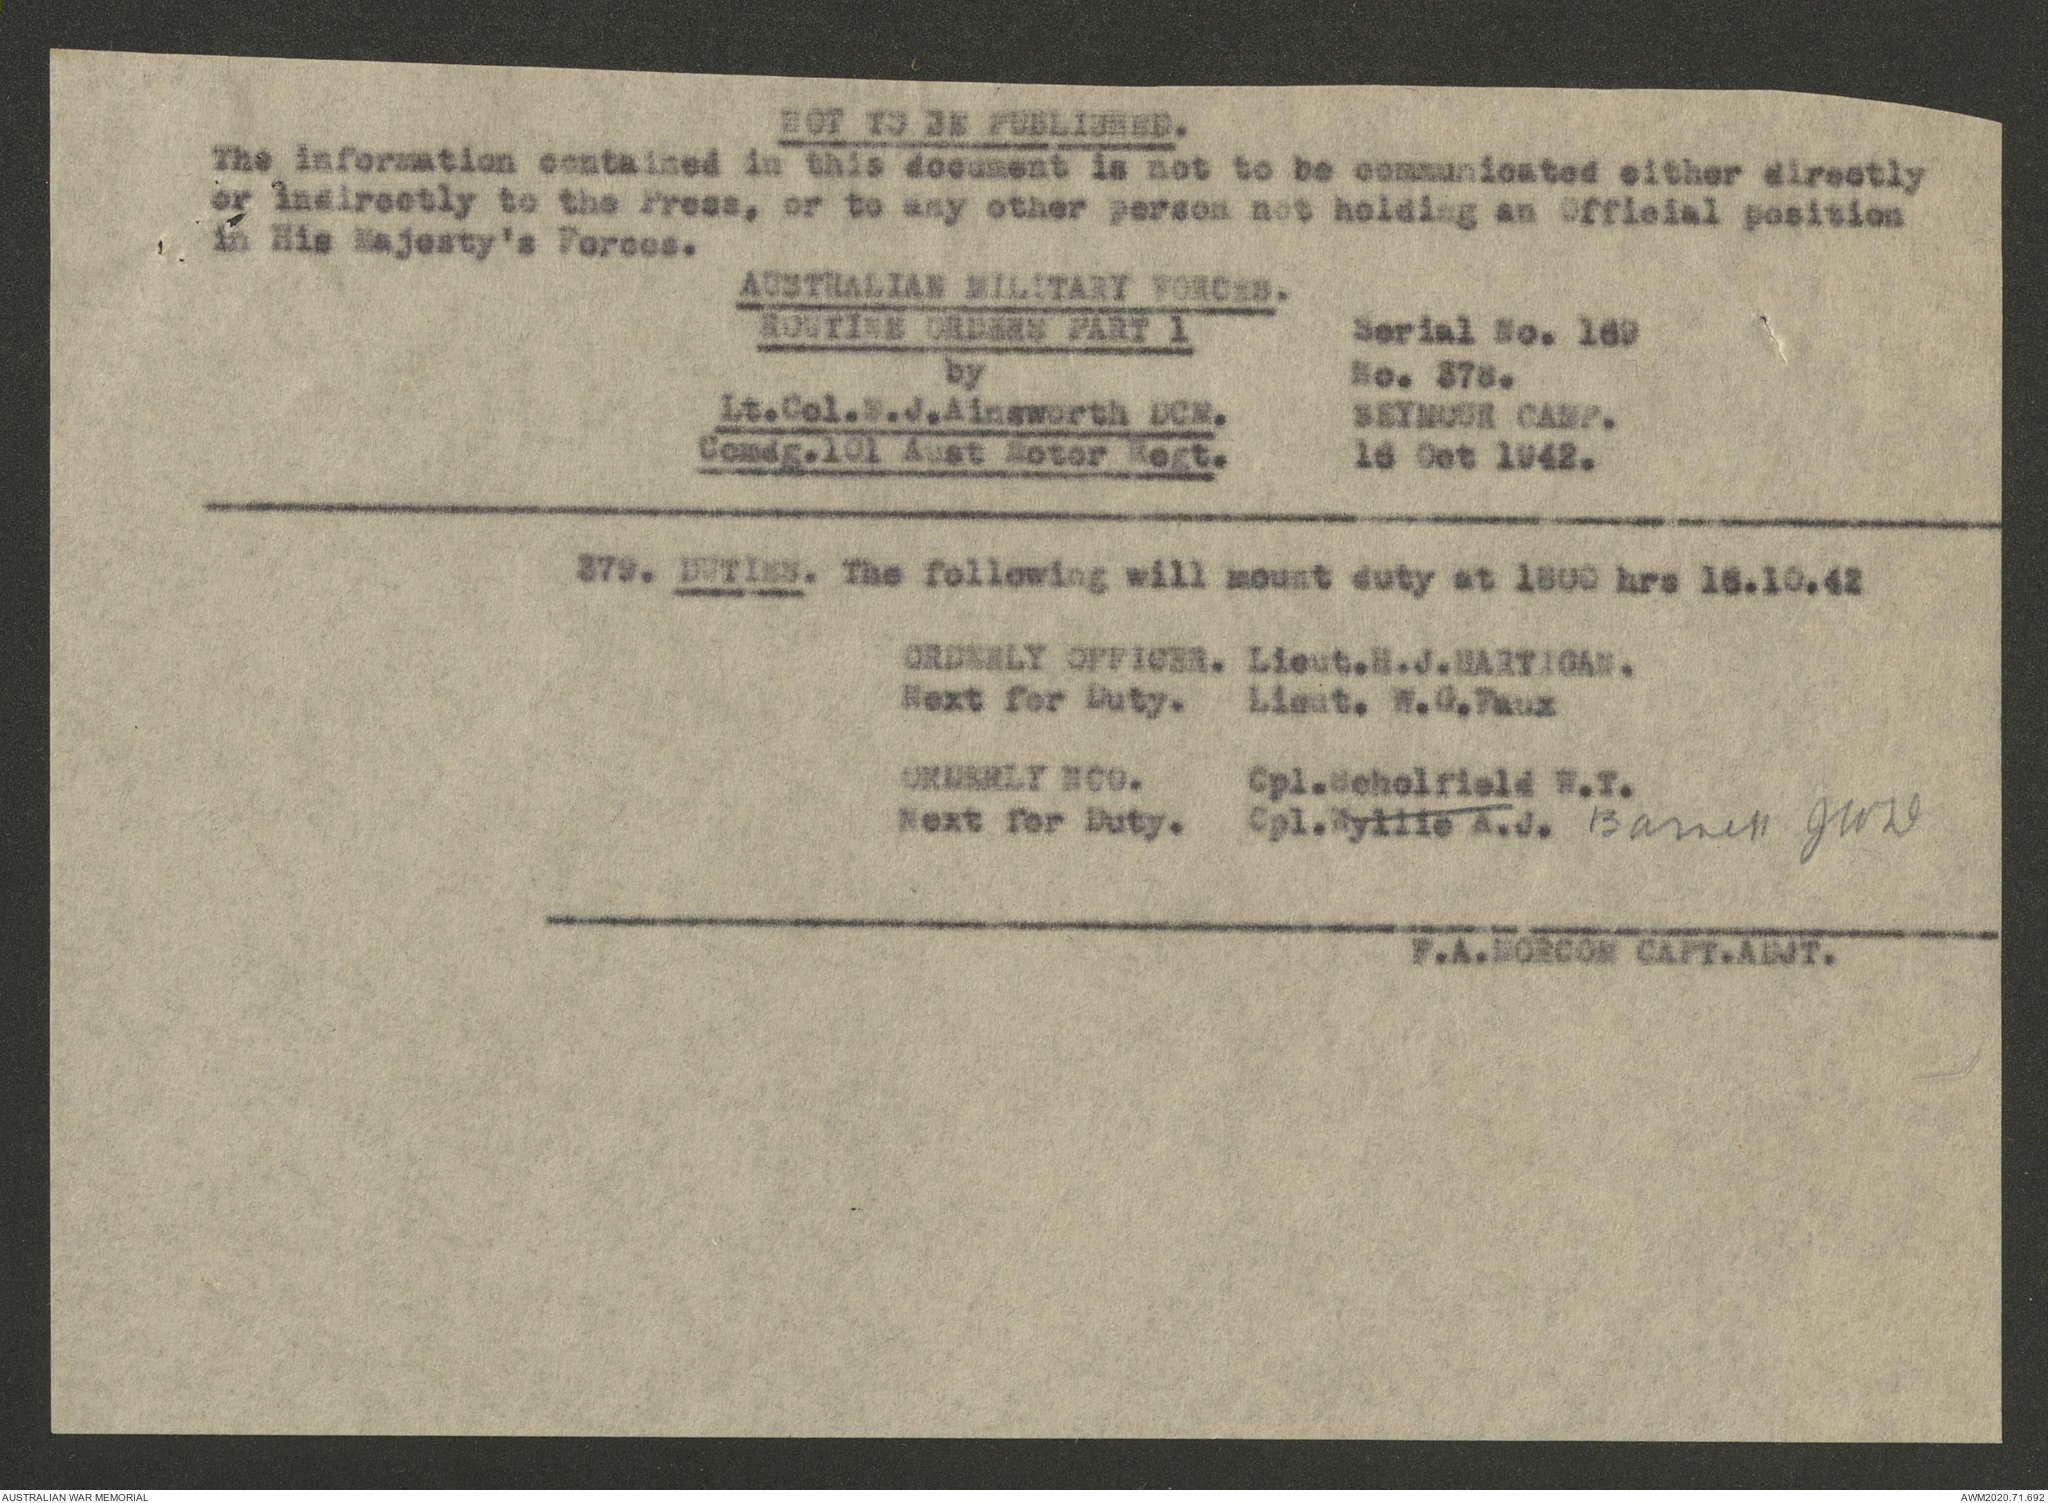 NOT TO BE PUBLISHED.
The information contained in this document is not to be communicated either directly
or indirectly to the Press, or to any other person not holding an Official position
in His Majesty's Forces.
AUSTRALIAN MILITARY FORCES.
ROUTINE ORDERS PART 1
Serial No. 169
by
No. 378.
Lt.Col. J.Ainsworth DCM.
SEYMOUR CAMP.
Comdg.101 Aust Motor Regt.
16 Oct 1942.
379. DUTIES. The following will mount duty at 1800 hrs 16.10.42
ORDERLY OFFICER. Lieut.H.J.HARTIGAN.
Next for Duty. Lieut. W.G.Faux
ORDERLY NCO. Cpl.Scholfield W.T.
Next for Duty. Cpl.Wyllie A.J. Barnett
F.A.MORCOM CAPT.ADJT.
AUSTRALIAN WAR MEMORIAL
AWM2020.71.692